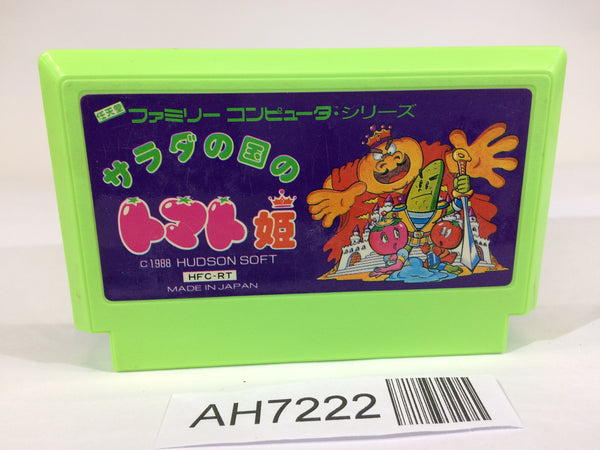 任天堂 ファミリー コンピュータ・シリーズ
サラダの国の
トマト姫
©1988 HUDSON SOFT
HFC-RT
MADE IN JAPAN
AH7222